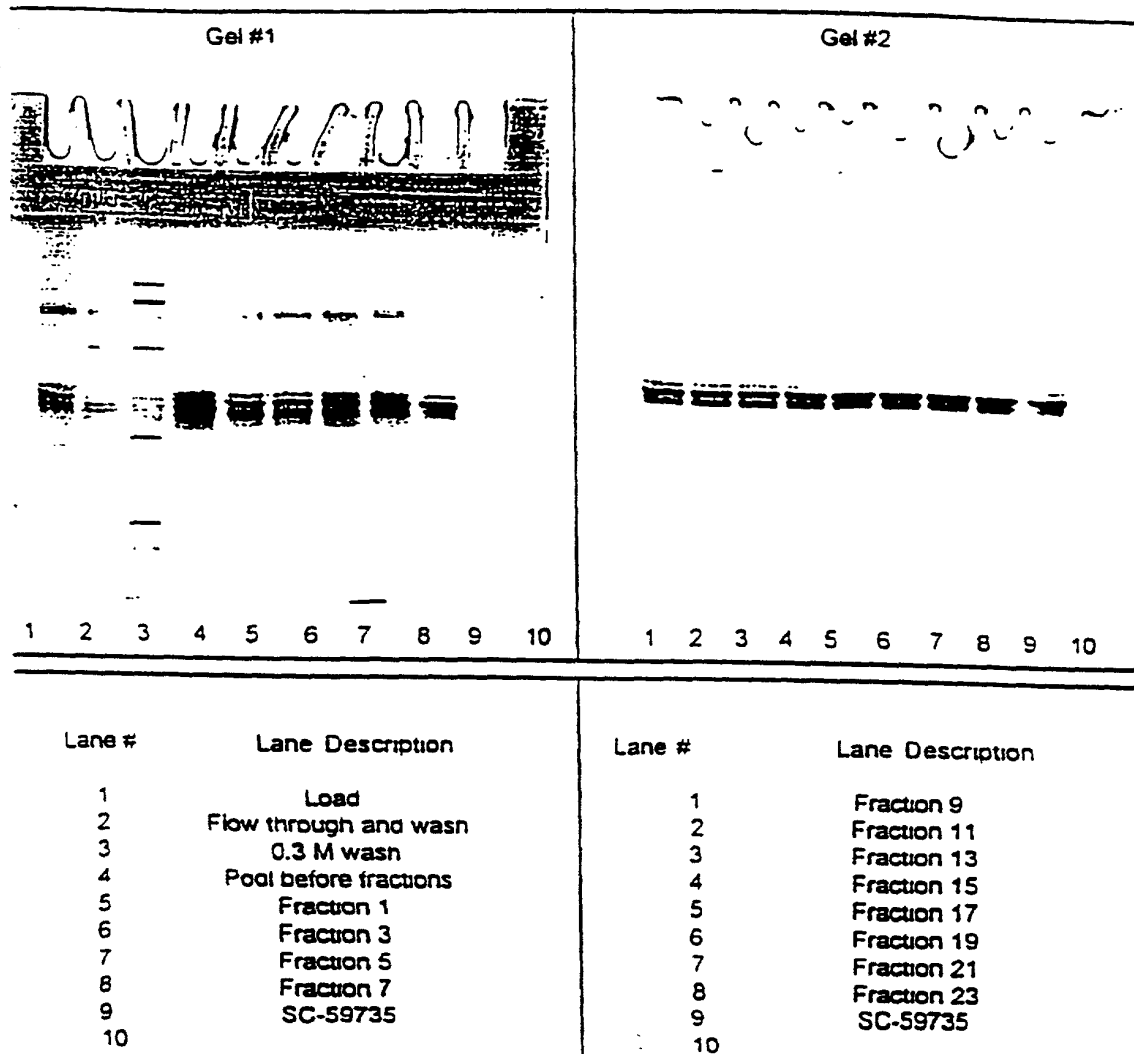 Gel #1
Gel #2
1 2 3 4 5 6 7 8 9 10
1 2 3 4 5 6 7 8 9 10
Lane # Lane Description
1 Load
2 Flow through and wasn
3 0.3 M wasn
4 Pool before fractions
5 Fraction 1
6 Fraction 3
7 Fraction 5
8 Fraction 7
9 SC-59735
10
Lane # Lane Description
1 Fraction 9
2 Fraction 11
3 Fraction 13
4 Fraction 15
5 Fraction 17
6 Fraction 19
7 Fraction 21
8 Fraction 23
9 SC-59735
10